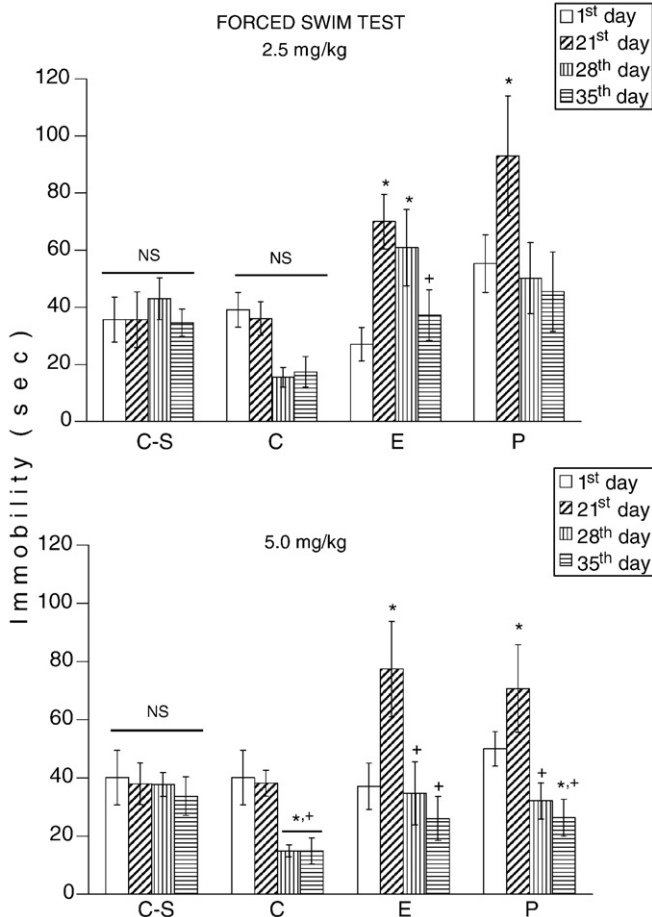 FORCED SWIM TEST
2.5 mg/kg
1st day
21st day
28th day
35th day
120
100
80
60
40
20
0
NS
NS
*
*
+
*
C-S
C
E
P
Immobility (sec)
5.0 mg/kg
1st day
21st day
28th day
35th day
120
100
80
60
40
20
0
NS
*,+
*
+
+
*
+
*,+
C-S
C
E
P